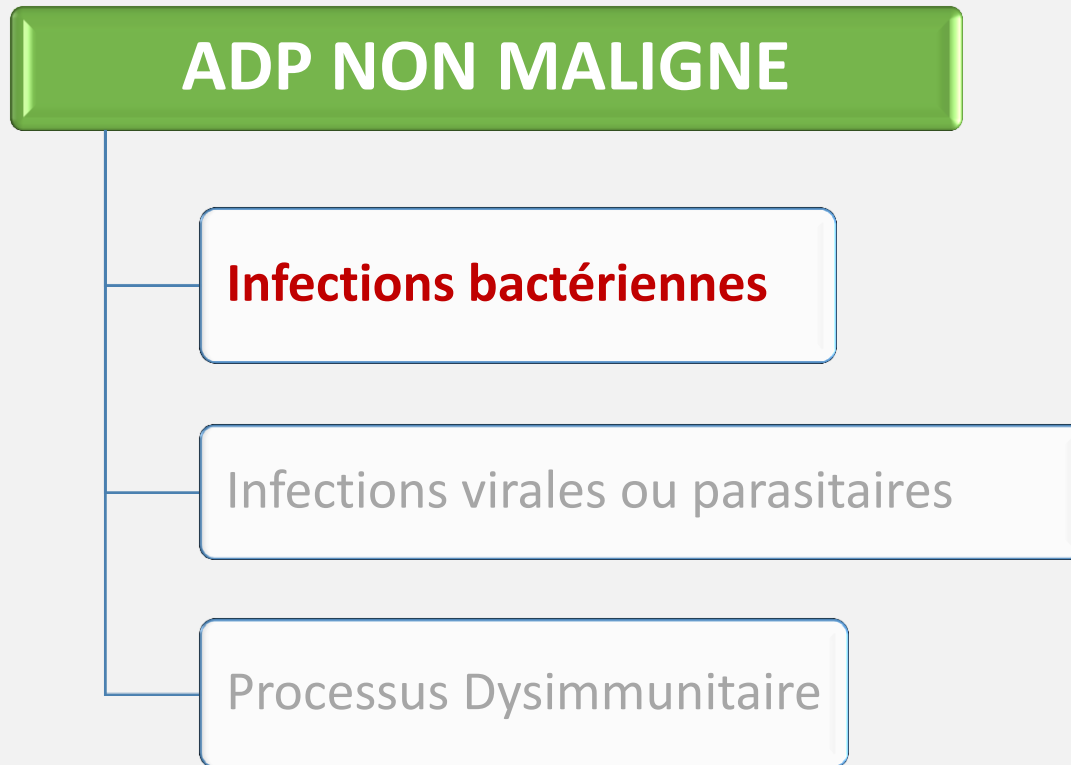 ADP NON MALIGNE
Infections bactériennes
Infections virales ou parasitaires
Processus Dysimmunitaire